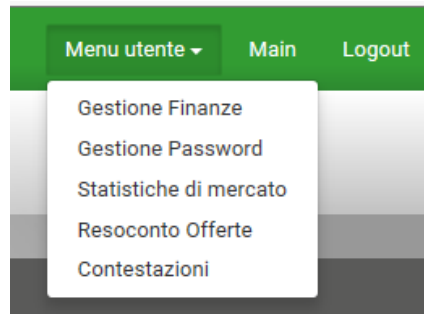 Menu utente Main Logout
Gestione Finanze
Gestione Password
Statistiche di mercato
Resoconto Offerte
Contestazioni